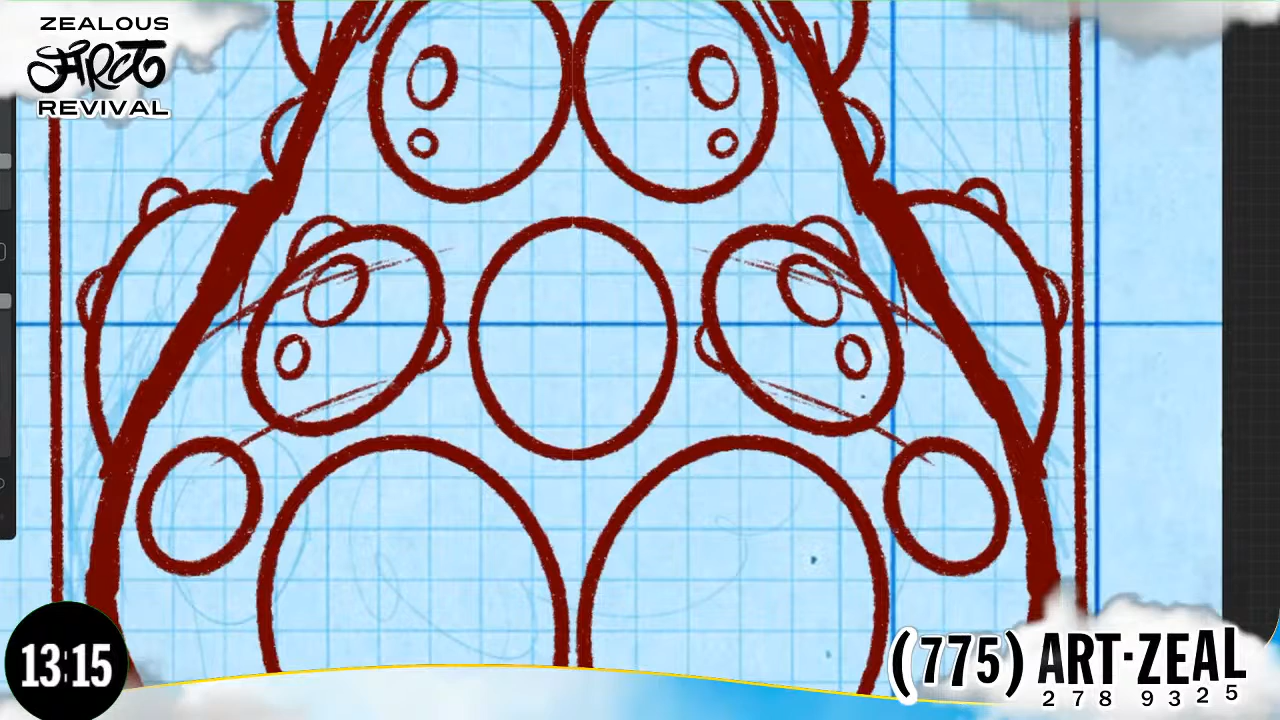 ZEALOUS
ART
REVIVAL
13:15
(775) ART-ZEAL
278 9325